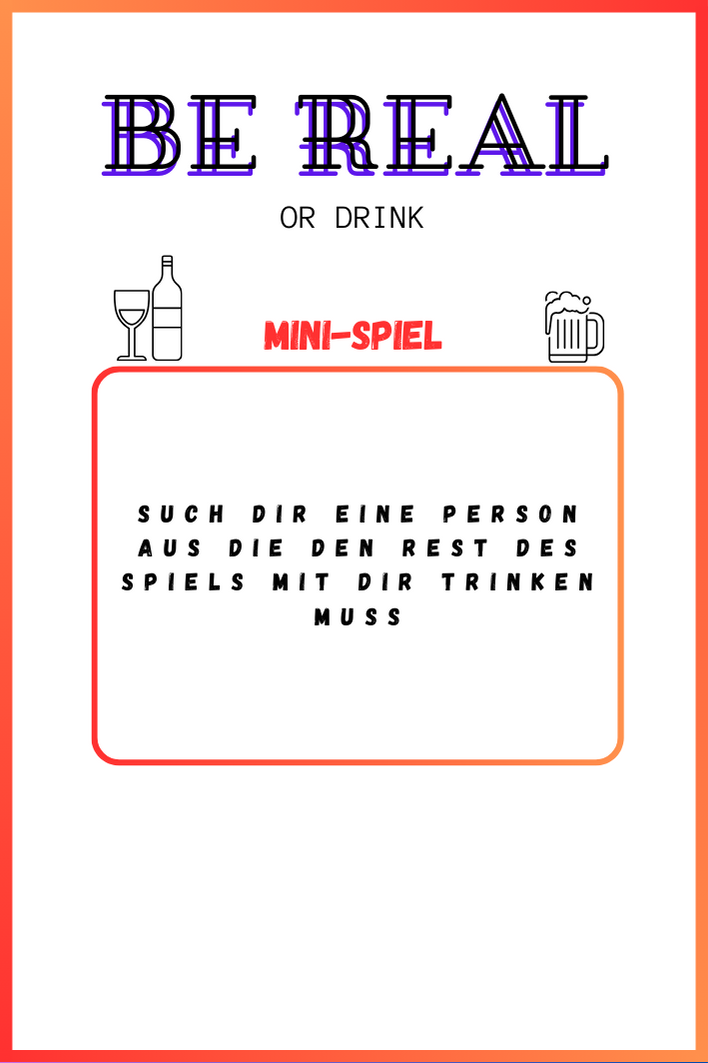 BE REAL
OR DRINK
MINI-SPIEL
SUCH DIR EINE PERSON
AUS DIE DEN REST DES
SPIELS MIT DIR TRINKEN
MUSS